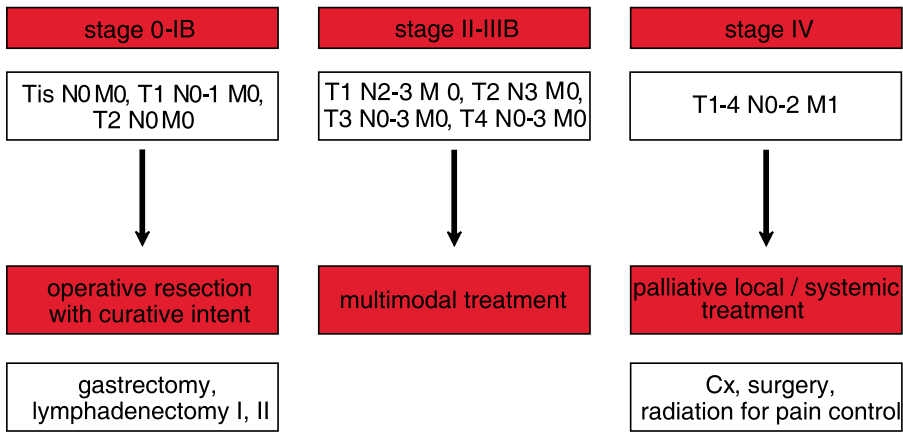 stage 0-IB
Tis N0 M0, T1 N0-1 M0,
T2 N0 M0
operative resection
with curative intent
gastrectomy,
lymphadenectomy I, II
stage II-IIIB
T1 N2-3 M 0, T2 N3 M0,
T3 N0-3 M0, T4 N0-3 M0
multimodal treatment
stage IV
T1-4 N0-2 M1
palliative local / systemic
treatment
Cx, surgery,
radiation for pain control